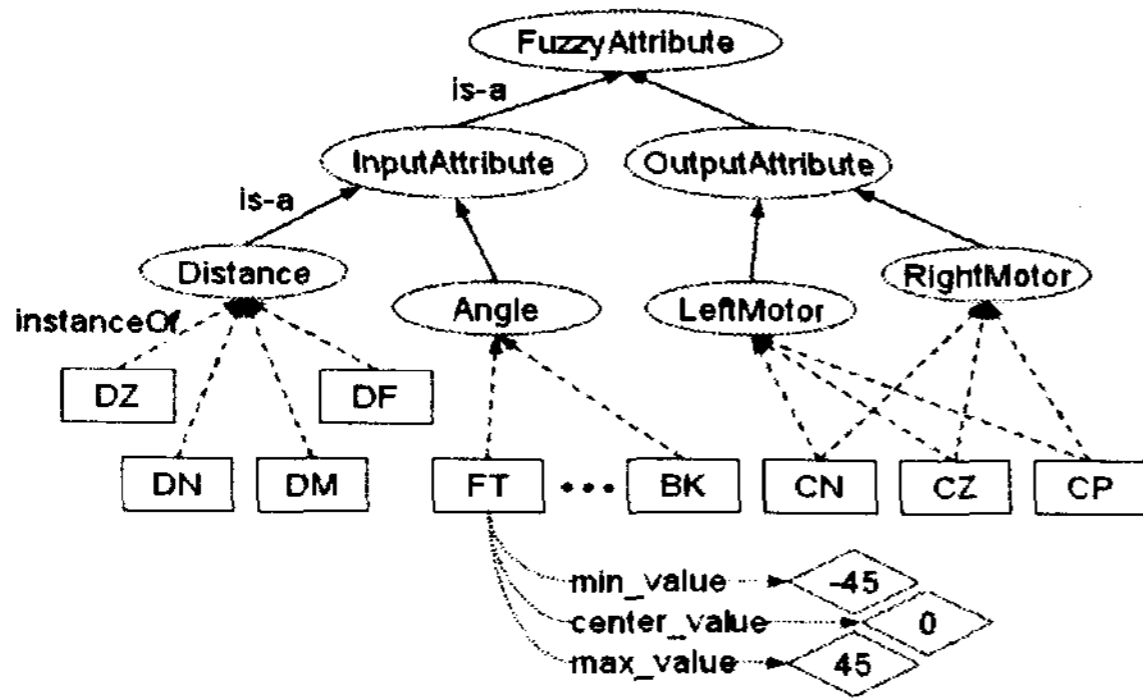 FuzzyAttribute
is-a
InputAttribute
OutputAttribute
is-a
Distance
RightMotor
Angle
LeftMotor
instanceOf
DZ
DF
DN
DM
FT
•••
BK
CN
CZ
CP
min_value
-45
center_value
0
max_value
45